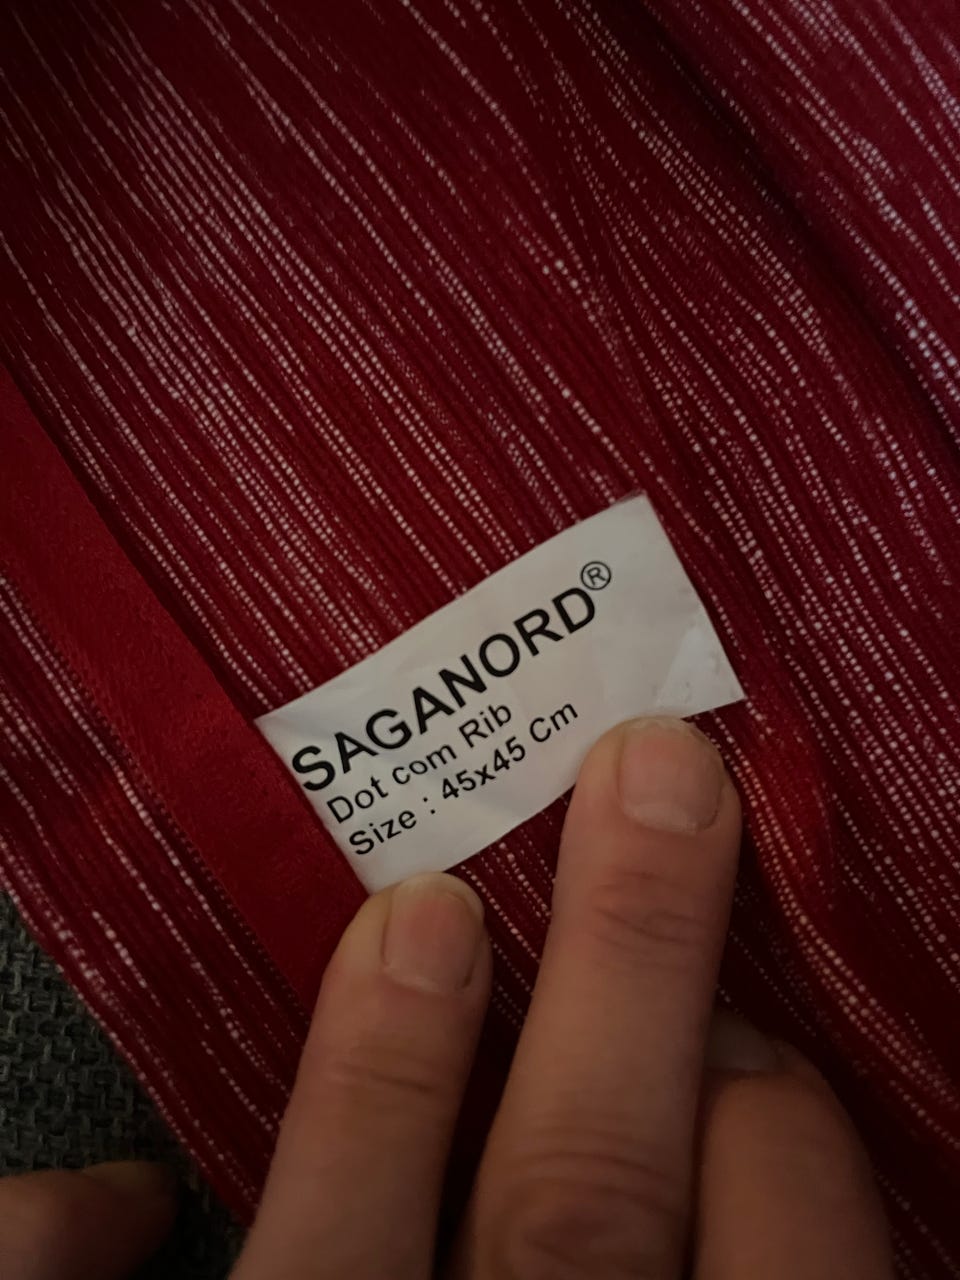 SAGANORD®
Dot com Rib
Size : 45x45 Cm